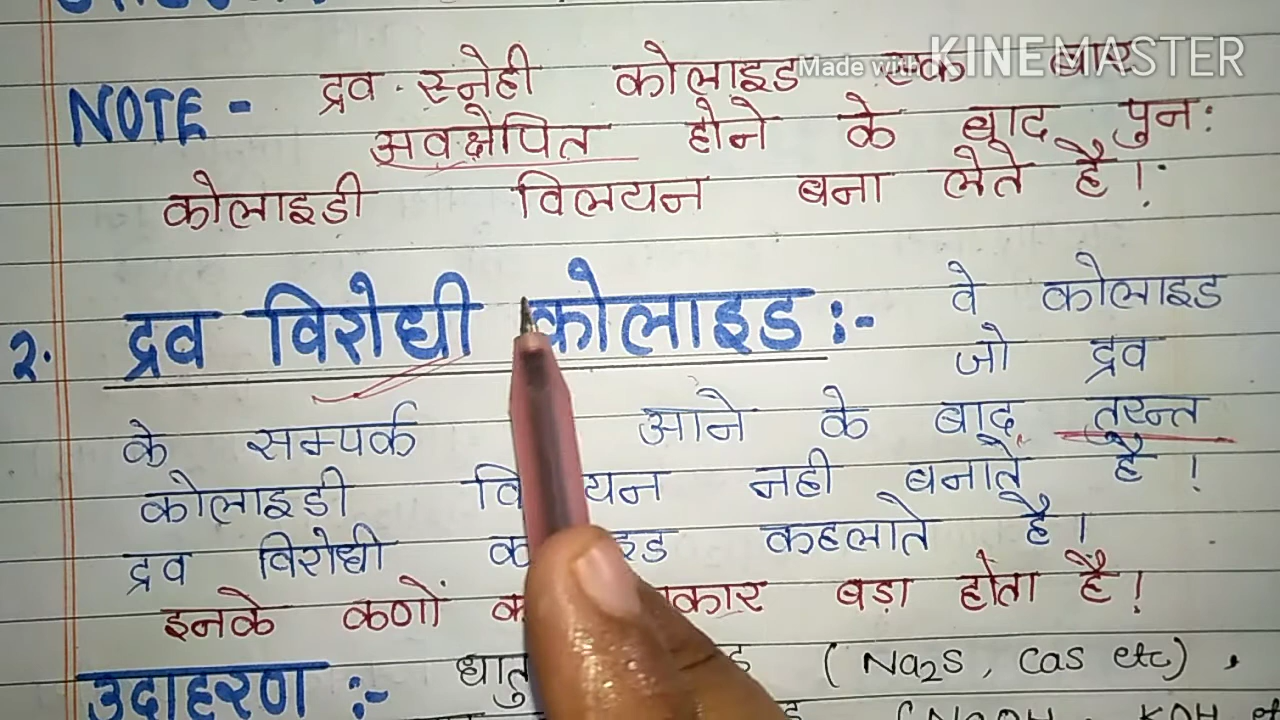 NOTE - द्रव स्नेही कोलाइड एक बार
अवक्षेपित होने के बाद पुनः
कोलाइडी विलयन बना लेते है।
Made with KINEMASTER
2. द्रव विरोधी कोलाइड :- वे कोलाइड
जो द्रव
के सम्पर्क आने के बाद तुरन्त
कोलाइडी नही बनाते है।
द्रव विरोधी कहलाते है।
इनके कणों बड़ा होता है।
उदाहरण :- धातु (Na2S, CaS etc),